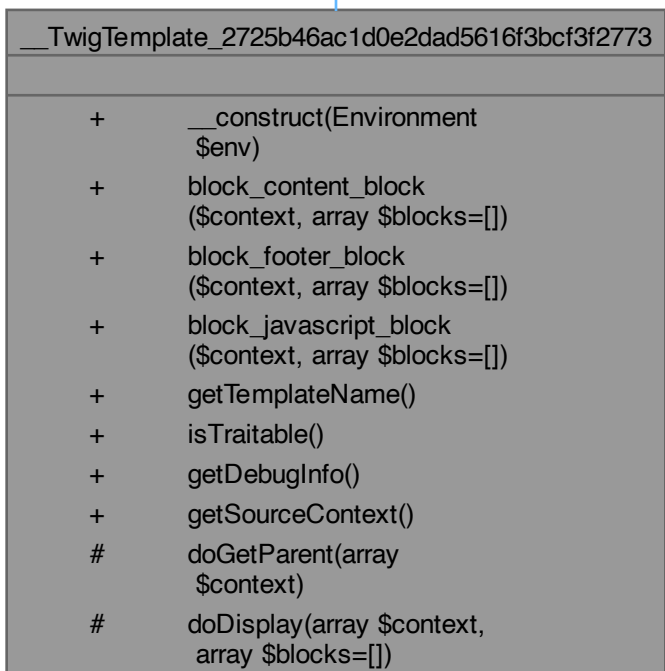 __TwigTemplate_2725b46ac1d0e2dad5616f3bcf3f2773
+ __construct(Environment
$env)
+ block_content_block
($context, array $blocks=[])
+ block_footer_block
($context, array $blocks=[])
+ block_javascript_block
($context, array $blocks=[])
+ getTemplateName()
+ isTraitable()
+ getDebugInfo()
+ getSourceContext()
# doGetParent(array
$context)
# doDisplay(array $context,
array $blocks=[])